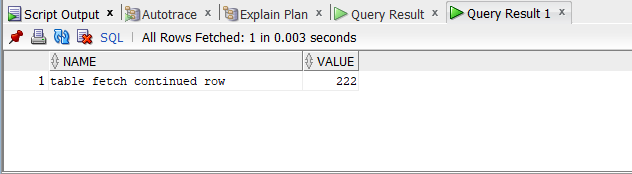 Script Output x Autotrace x Explain Plan x Query Result x Query Result 1 x
SQL | All Rows Fetched: 1 in 0.003 seconds
NAME VALUE
1 table fetch continued row 222